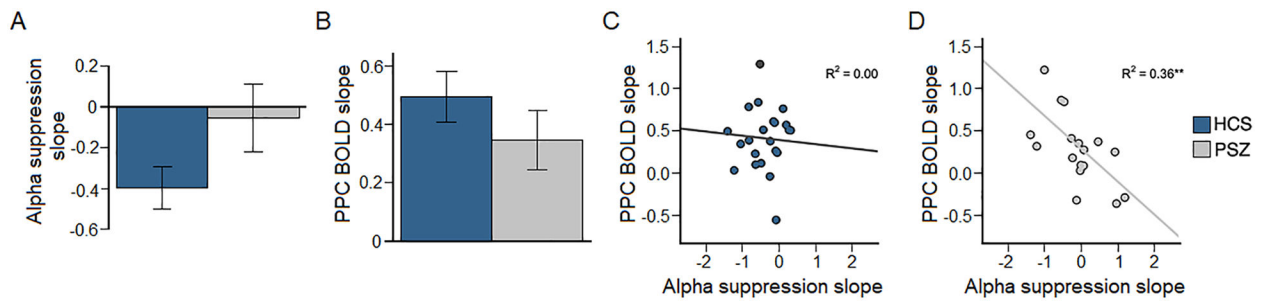 A
Alpha suppression
slope
0.2
0
-0.2
-0.4
-0.6
B
PPC BOLD slope
0.6
0.4
0.2
0
C
PPC BOLD slope
1.5
1.0
0.5
0.0
-0.5
R² = 0.00
-2 -1 0 1 2
Alpha suppression slope
D
PPC BOLD slope
1.5
1.0
0.5
0.0
-0.5
R² = 0.36**
-2 -1 0 1 2
Alpha suppression slope
HCS
PSZ